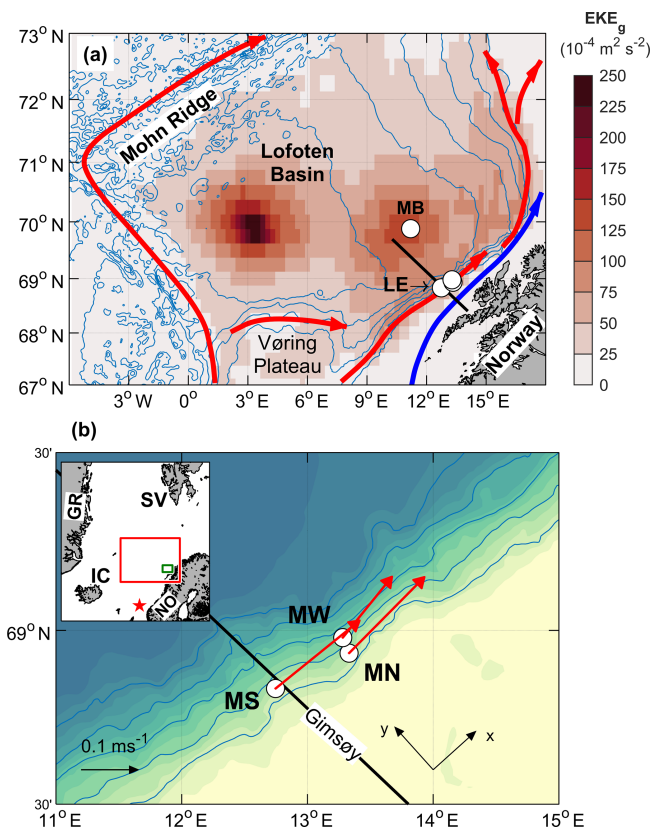 EKEg
(10⁻⁴ m² s⁻²)
73° N
(a)
250
225
72° N
Mohn Ridge
200
175
Lofoten
Basin
71° N
150
MB
125
70° N
100
LE→
69° N
75
50
68° N
Vøring
Plateau
Norway
25
67° N
0
3° W
0°
3° E
6° E
9° E
12° E
15° E
(b)
30'
SV
GR
IC
NO
MW
69° N
MN
MS
Gimsøy
0.1 ms⁻¹
y
x
30'
11° E
12° E
13° E
14° E
15° E